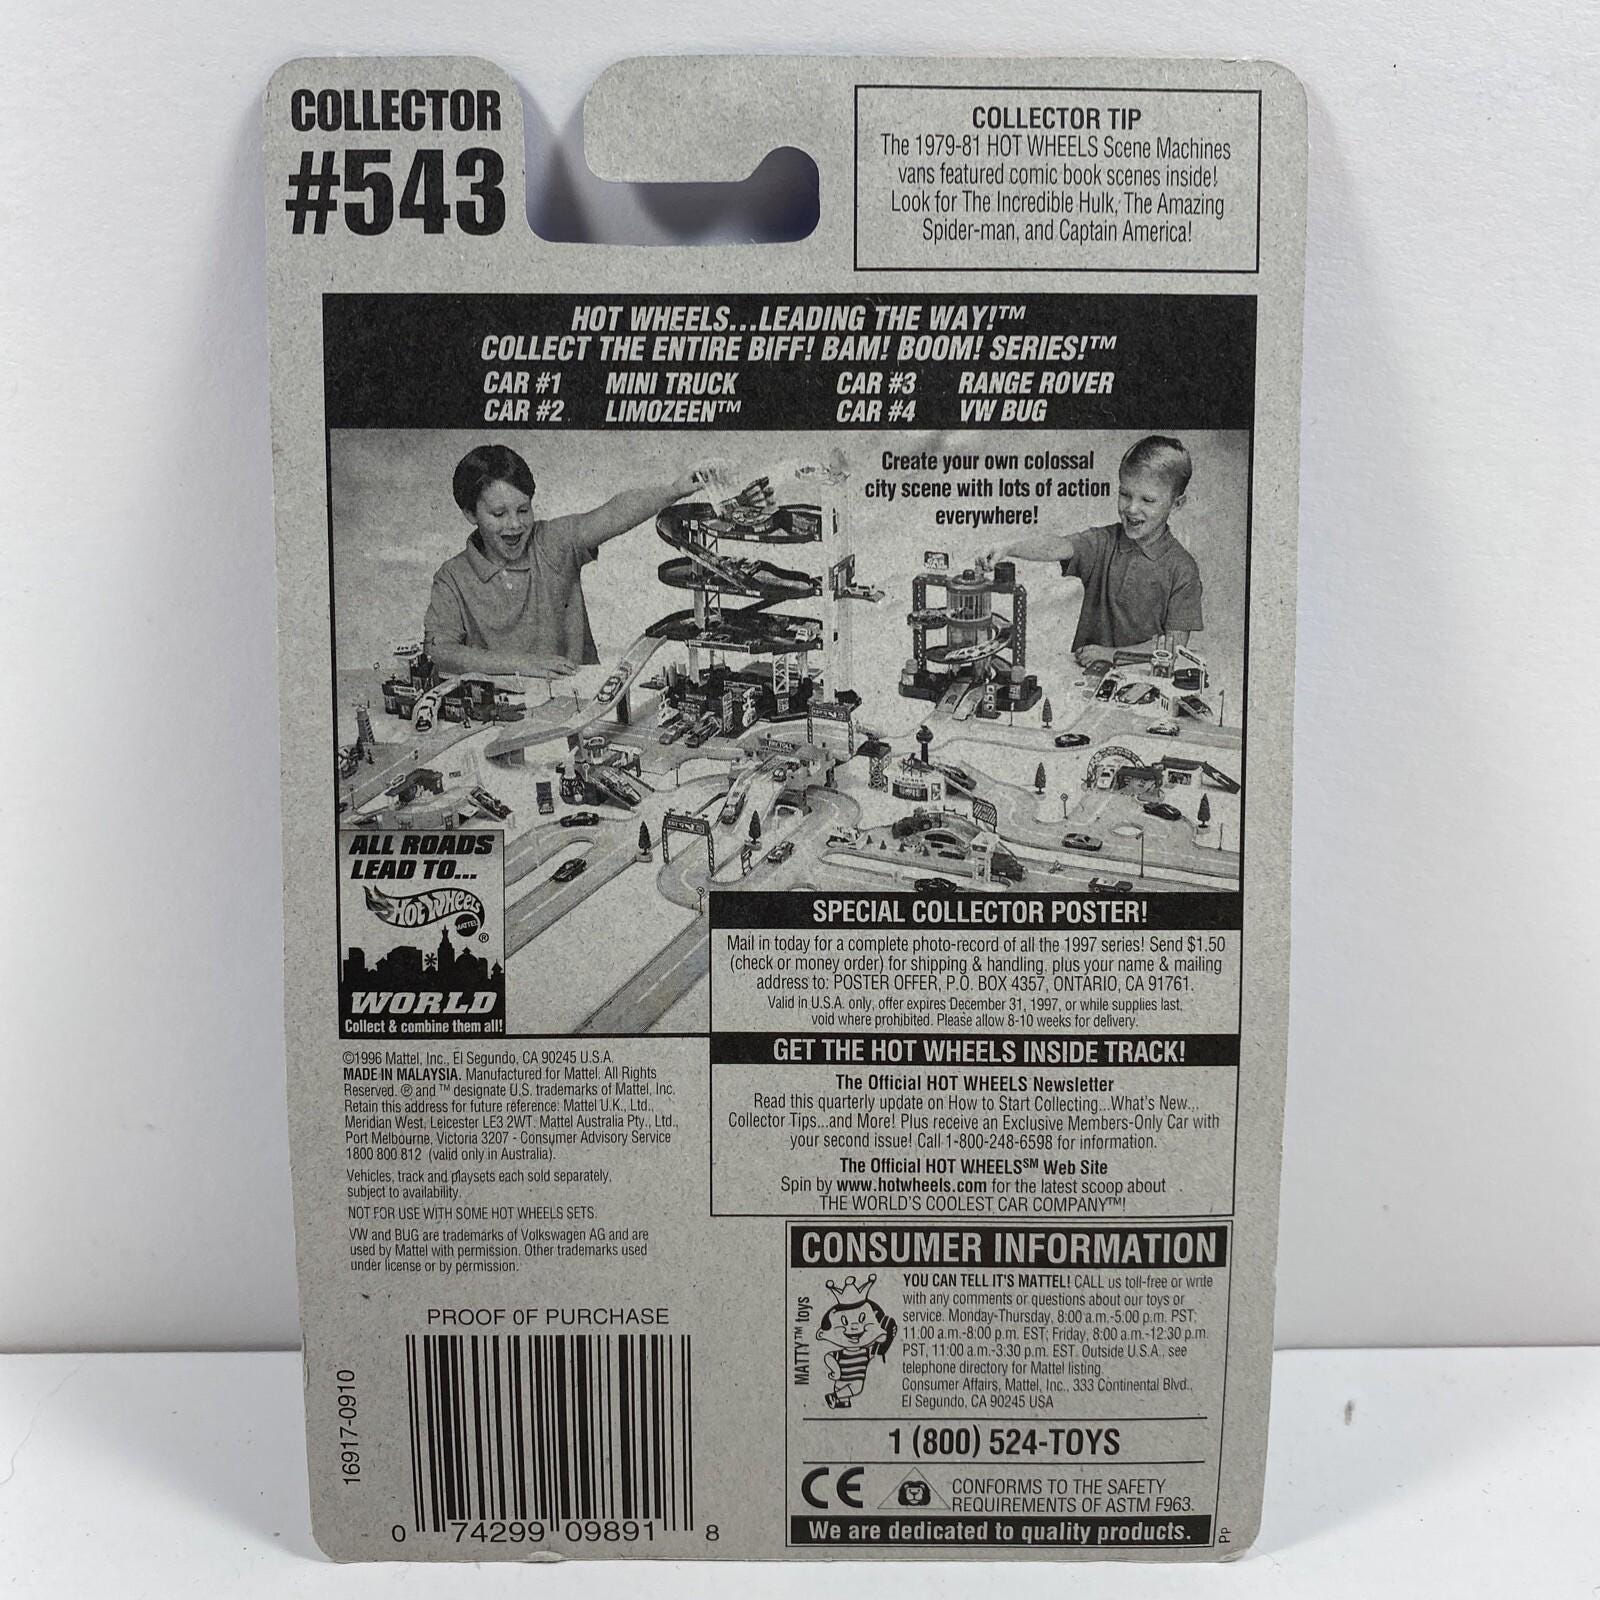 COLLECTOR
#543
COLLECTOR TIP
The 1979-81 HOT WHEELS Scene Machines
vans featured comic book scenes inside!
Look for The Incredible Hulk, The Amazing
Spider-man, and Captain America!
HOT WHEELS...LEADING THE WAY!™
COLLECT THE ENTIRE BIFF! BAM! BOOM! SERIES!™
CAR #1 MINI TRUCK CAR #3 RANGE ROVER
CAR #2 LIMOZEEN™ CAR #4 VW BUG
Create your own colossal
city scene with lots of action
everywhere!
ALL ROADS
LEAD TO...
HOT WHEELS
MATTEL
®
WORLD
Collect & combine them all!
SPECIAL COLLECTOR POSTER!
Mail in today for a complete photo-record of all the 1997 series! Send $1.50
(check or money order) for shipping & handling, plus your name & mailing
address to: POSTER OFFER, P.O. BOX 4357, ONTARIO, CA 91761.
Valid in U.S.A. only, offer expires December 31, 1997, or while supplies last,
void where prohibited. Please allow 8-10 weeks for delivery.
GET THE HOT WHEELS INSIDE TRACK!
The Official HOT WHEELS Newsletter
Read this quarterly update on How to Start Collecting...What's New...
Collector Tips...and More! Plus receive an Exclusive Members-Only Car with
your second issue! Call 1-800-248-6598 for information.
The Official HOT WHEELS℠ Web Site
Spin by www.hotwheels.com for the latest scoop about
THE WORLD'S COOLEST CAR COMPANY™!
©1996 Mattel, Inc., El Segundo, CA 90245 U.S.A.
MADE IN MALAYSIA. Manufactured for Mattel. All Rights
Reserved. ® and ™ designate U.S. trademarks of Mattel, Inc.
Retain this address for future reference: Mattel U.K., Ltd.,
Meridian West, Leicester LE3 2WT. Mattel Australia Pty., Ltd.,
Port Melbourne, Victoria 3207 - Consumer Advisory Service
1800 800 812 (valid only in Australia).
Vehicles, track and playsets each sold separately,
subject to availability.
NOT FOR USE WITH SOME HOT WHEELS SETS.
VW and BUG are trademarks of Volkswagen AG and are
used by Mattel with permission. Other trademarks used
under license or by permission.
CONSUMER INFORMATION
MATTY™ toys
YOU CAN TELL IT'S MATTEL! CALL us toll-free or write
with any comments or questions about our toys or
service. Monday-Thursday, 8:00 a.m.-5:00 p.m. PST;
11:00 a.m.-8:00 p.m. EST; Friday, 8:00 a.m.-12:30 p.m.
PST, 11:00 a.m.-3:30 p.m. EST. Outside U.S.A., see
telephone directory for Mattel listing.
Consumer Affairs, Mattel, Inc., 333 Continental Blvd.,
El Segundo, CA 90245 USA
1 (800) 524-TOYS
CE
CONFORMS TO THE SAFETY
REQUIREMENTS OF ASTM F963.
We are dedicated to quality products.
Pp
PROOF OF PURCHASE
16917-0910
0 74299 09891 8